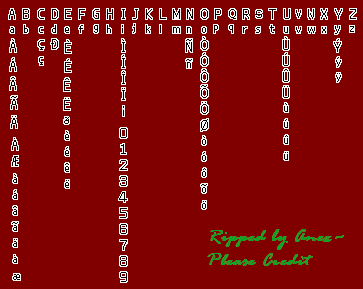 A B C D E F G H I J K L M N O P Q R S T U V W X Y Z
a b c d e f g h i j k l m n o p q r s t u v w x y z
À Ç Ð È Ì Ñ Ò Ù Ý
Á ç É Í ñ Ó Ú ý
Â Ê Î Ô Û ÿ
Ã Ë Ï Õ Ü
Ä è Ö ù
é 0 Ø ú
Å ê 1 ò û
Æ ë 2 ó ü
à 3 ô
á 4 õ
â 5 ö
ã 6
ä 7
å 8
æ 9
Ripped by Anez~
Please Credit